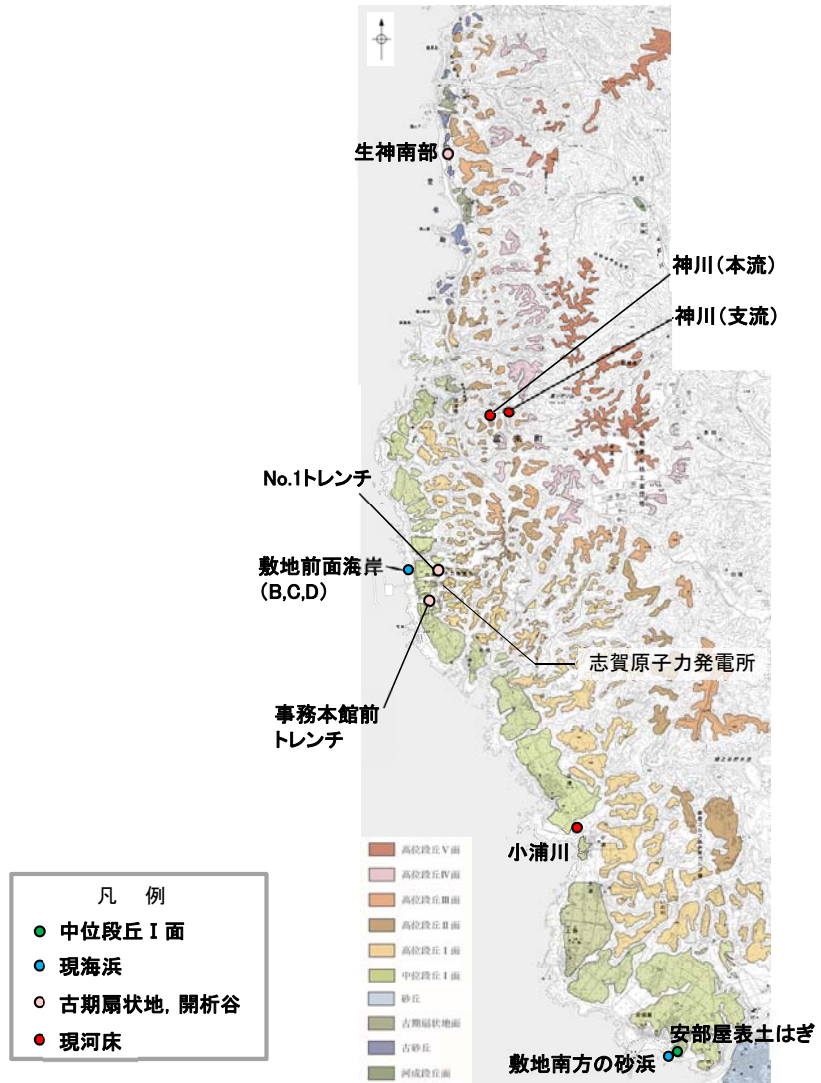 生神南部
神川(本流)
神川(支流)
No.1トレンチ
敷地前面海岸
(B,C,D)
志賀原子力発電所
事務本館前
トレンチ
小浦川
安部屋表土はぎ
敷地南方の砂浜
凡 例
中位段丘Ⅰ面
現海浜
古期扇状地，開析谷
現河床
高位段丘Ⅴ面
高位段丘Ⅳ面
高位段丘Ⅲ面
高位段丘Ⅱ面
高位段丘Ⅰ面
中位段丘Ⅰ面
砂丘
古期扇状地面
古砂丘
河成段丘面